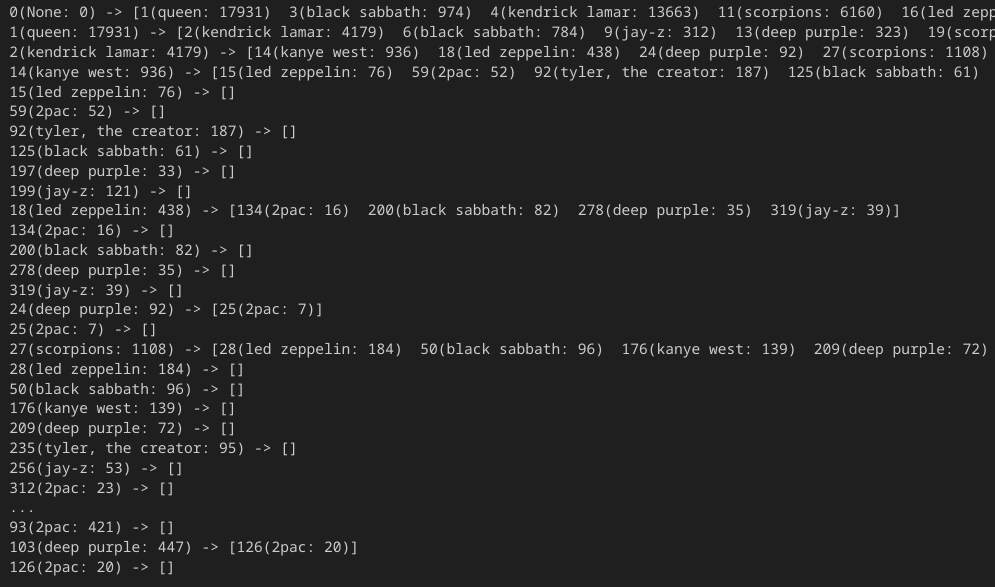 0(None: 0) -> [1(queen: 17931)  3(black sabbath: 974)  4(kendrick lamar: 13663)  11(scorpions: 6160)  16(led zepp
1(queen: 17931) -> [2(kendrick lamar: 4179)  6(black sabbath: 784)  9(jay-z: 312)  13(deep purple: 323)  19(scorp
2(kendrick lamar: 4179) -> [14(kanye west: 936)  18(led zeppelin: 438)  24(deep purple: 92)  27(scorpions: 1108)
14(kanye west: 936) -> [15(led zeppelin: 76)  59(2pac: 52)  92(tyler, the creator: 187)  125(black sabbath: 61)
15(led zeppelin: 76) -> []
59(2pac: 52) -> []
92(tyler, the creator: 187) -> []
125(black sabbath: 61) -> []
197(deep purple: 33) -> []
199(jay-z: 121) -> []
18(led zeppelin: 438) -> [134(2pac: 16)  200(black sabbath: 82)  278(deep purple: 35)  319(jay-z: 39)]
134(2pac: 16) -> []
200(black sabbath: 82) -> []
278(deep purple: 35) -> []
319(jay-z: 39) -> []
24(deep purple: 92) -> [25(2pac: 7)]
25(2pac: 7) -> []
27(scorpions: 1108) -> [28(led zeppelin: 184)  50(black sabbath: 96)  176(kanye west: 139)  209(deep purple: 72)
28(led zeppelin: 184) -> []
50(black sabbath: 96) -> []
176(kanye west: 139) -> []
209(deep purple: 72) -> []
235(tyler, the creator: 95) -> []
256(jay-z: 53) -> []
312(2pac: 23) -> []
...
93(2pac: 421) -> []
103(deep purple: 447) -> [126(2pac: 20)]
126(2pac: 20) -> []